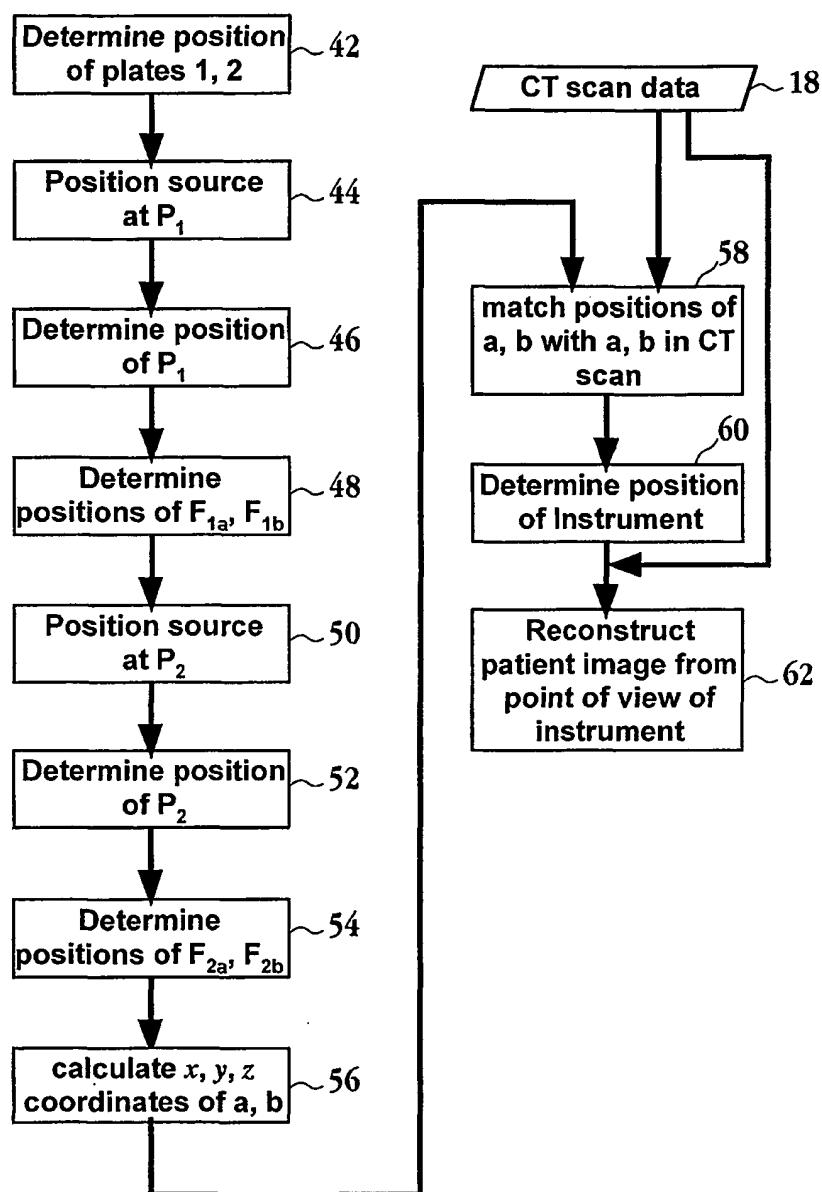 Determine position
of plates 1, 2
42
Position source
at P₁
44
Determine position
of P₁
46
Determine
positions of F₁ₐ, F₁b
48
Position source
at P₂
50
Determine position
of P₂
52
Determine
positions of F₂ₐ, F₂b
54
calculate x, y, z
coordinates of a, b
56
CT scan data
18
58
match positions of
a, b with a, b in CT
scan
60
Determine position
of Instrument
Reconstruct
patient image from
point of view of
instrument
62